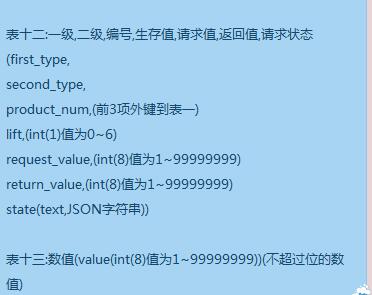 表十二:一级,二级,编号,生存值,请求值,返回值,请求状态
(first_type,
second_type,
product_num,(前3项外键到表一)
lift,(int(1)值为0~6)
request_value,(int(8)值为1~99999999)
return_value,(int(8)值为1~99999999)
state(text,JSON字符串))
表十三:数值(value(int(8)值为1~99999999))(不超过位的数
值)